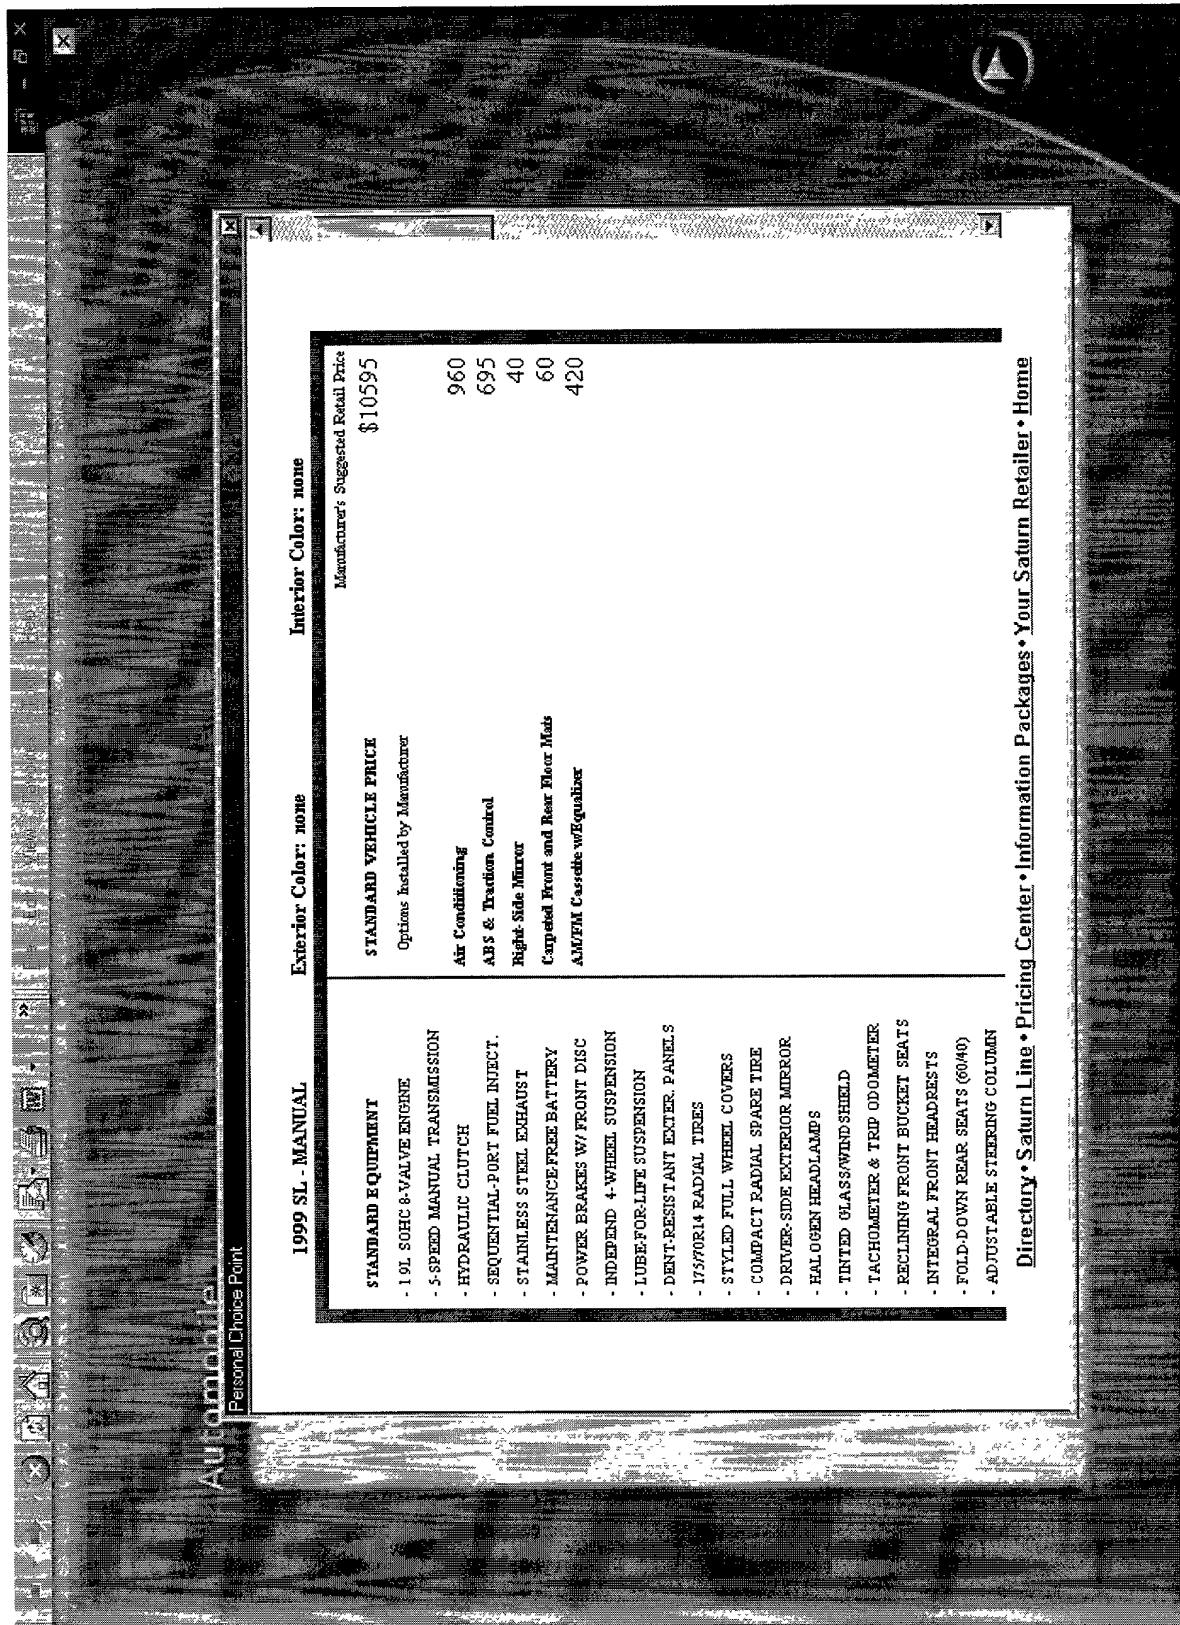 Automobile
Personal Choice Point
1999 SL - MANUAL Exterior Color: none Interior Color: none
Manufacturer's Suggested Retail Price
STANDARD EQUIPMENT STANDARD VEHICLE PRICE $10595
- 1 9L SOHC 8-VALVE ENGINE Options Installed by Manufacturer
- 5-SPEED MANUAL TRANSMISSION
- HYDRAULIC CLUTCH Air Conditioning 960
- SEQUENTIAL-PORT FUEL INJECT. ABS & Traction Control 695
- STAINLESS STEEL EXHAUST Right-Side Mirror 40
- MAINTENANCE-FREE BATTERY Carpeted Front and Rear Floor Mats 60
- POWER BRAKES W/ FRONT DISC AM/FM Cassette w/Equalizer 420
- INDEPEND 4-WHEEL SUSPENSION
- LUBE-FOR-LIFE SUSPENSION
- DENT-RESISTANT EXTER. PANELS
- 175/70R14 RADIAL TIRES
- STYLED FULL WHEEL COVERS
- COMPACT RADIAL SPARE TIRE
- DRIVER-SIDE EXTERIOR MIRROR
- HALOGEN HEADLAMPS
- TINTED GLASS/WINDSHIELD
- TACHOMETER & TRIP ODOMETER
- RECLINING FRONT BUCKET SEATS
- INTEGRAL FRONT HEADRESTS
- FOLD-DOWN REAR SEATS (60/40)
- ADJUSTABLE STEERING COLUMN
Directory • Saturn Line • Pricing Center • Information Packages • Your Saturn Retailer • Home